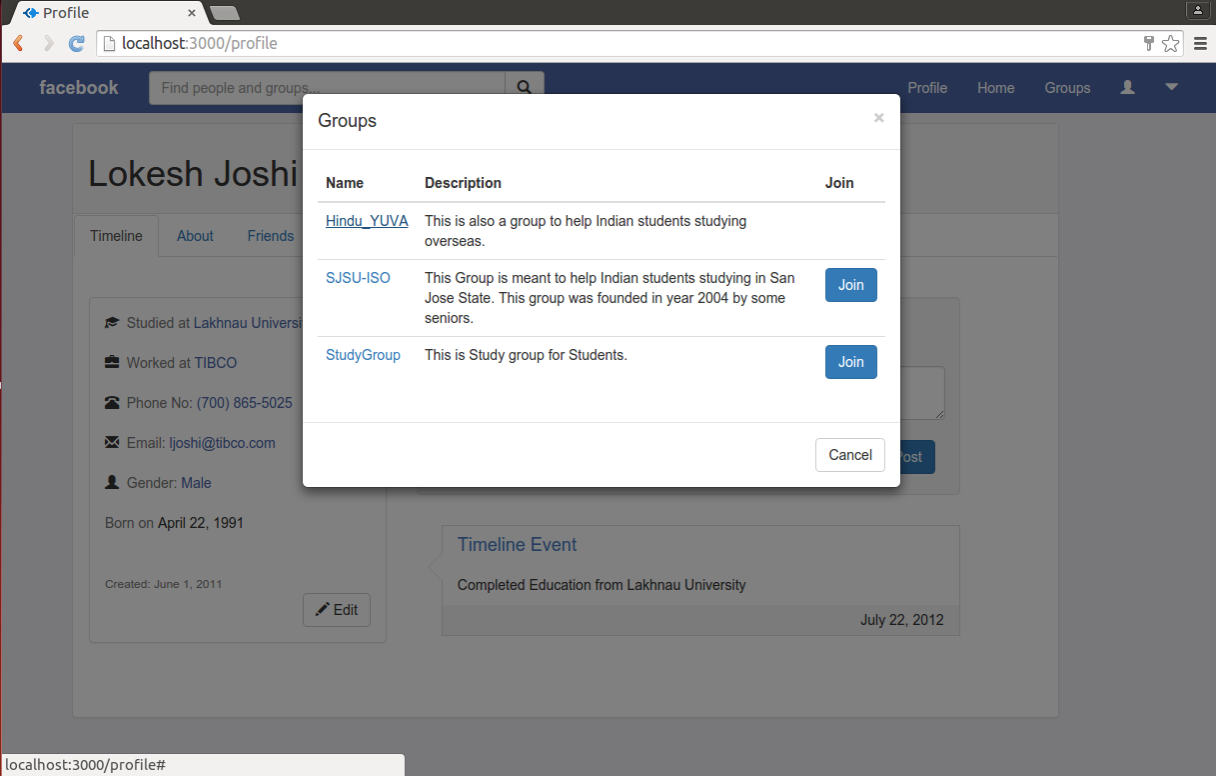 Profile
localhost:3000/profile
facebook
Find people and groups...
Profile Home Groups
Groups ×
Name Description Join
Hindu_YUVA This is also a group to help Indian students studying
overseas.
SJSU-ISO This Group is meant to help Indian students studying in San
Jose State. This group was founded in year 2004 by some
seniors.
Join
StudyGroup This is Study group for Students.
Join
Cancel
Lokesh Joshi
Timeline About Friends
Studied at Lakhnau Universi
Worked at TIBCO
Phone No: (700) 865-5025
Email: ljoshi@tibco.com
Gender: Male
Born on April 22, 1991
Created: June 1, 2011
Edit
Post
Timeline Event
Completed Education from Lakhnau University
July 22, 2012
localhost:3000/profile#